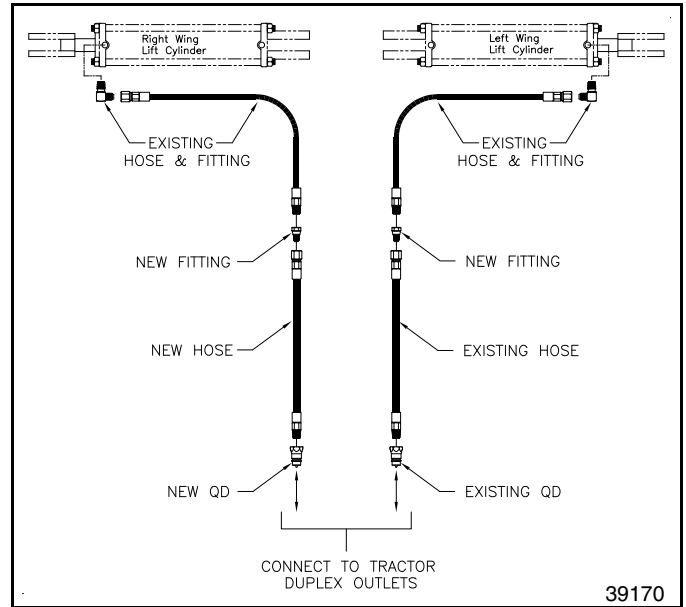 Right Wing
Lift Cylinder
Left Wing
Lift Cylinder
EXISTING
HOSE & FITTING
EXISTING
HOSE & FITTING
NEW FITTING
NEW FITTING
NEW HOSE
EXISTING HOSE
NEW QD
EXISTING QD
CONNECT TO TRACTOR
DUPLEX OUTLETS
39170